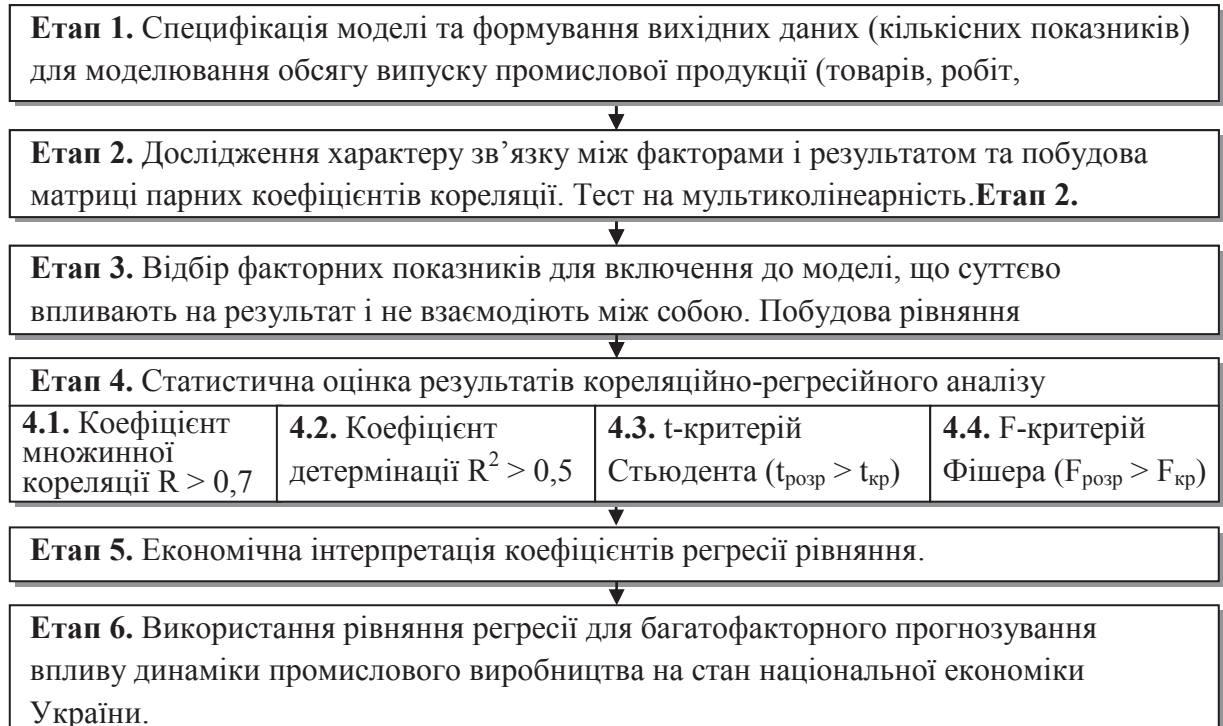 Етап 1. Специфікація моделі та формування вихідних даних (кількісних показників)
для моделювання обсягу випуску промислової продукції (товарів, робіт,
Етап 2. Дослідження характеру зв’язку між факторами і результатом та побудова
матриці парних коефіцієнтів кореляції. Тест на мультиколінеарність.Етап 2.
Етап 3. Відбір факторних показників для включення до моделі, що суттєво
впливають на результат і не взаємодіють між собою. Побудова рівняння
Етап 4. Статистична оцінка результатів кореляційно-регресійного аналізу
4.1. Коефіцієнт
множинної
кореляції R > 0,7
4.2. Коефіцієнт
детермінації R² > 0,5
4.3. t-критерій
Стьюдента (tрозр > tкр)
4.4. F-критерій
Фішера (Fрозр > Fкр)
Етап 5. Економічна інтерпретація коефіцієнтів регресії рівняння.
Етап 6. Використання рівняння регресії для багатофакторного прогнозування
впливу динаміки промислового виробництва на стан національної економіки
України.